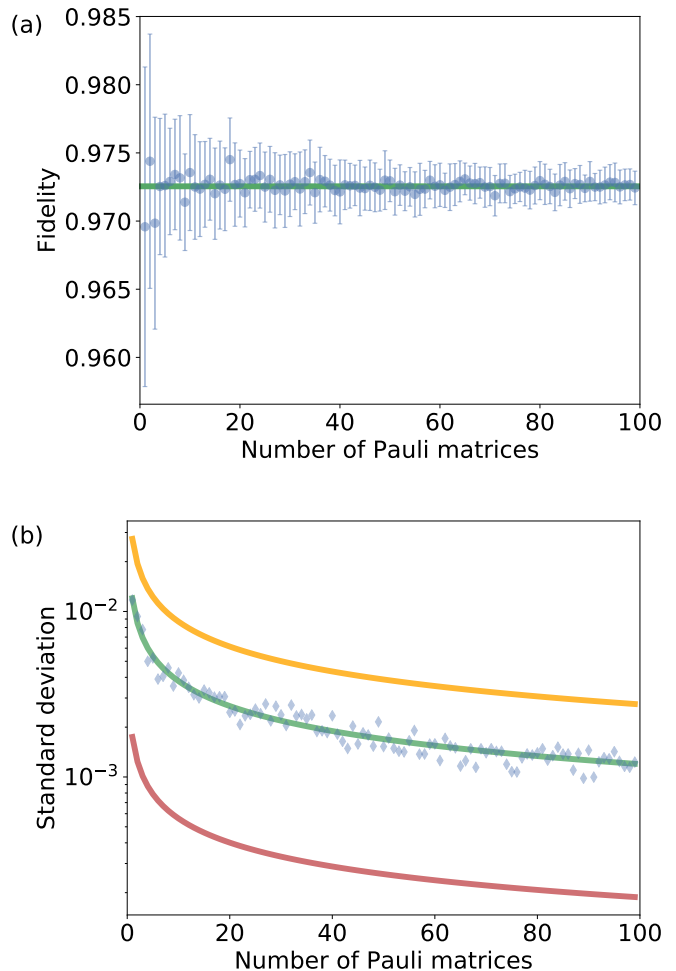 (a)
0.985
0.980
0.975
0.970
0.965
0.960
Fidelity
0 20 40 60 80 100
Number of Pauli matrices
(b)
10⁻²
10⁻³
Standard deviation
0 20 40 60 80 100
Number of Pauli matrices